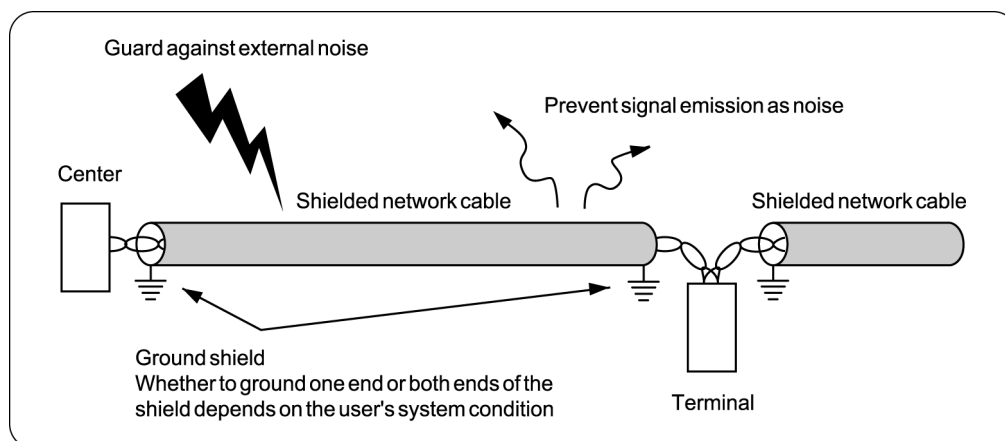 Guard against external noise
Prevent signal emission as noise
Center
Shielded network cable
Shielded network cable
Ground shield
Whether to ground one end or both ends of the
shield depends on the user's system condition
Terminal